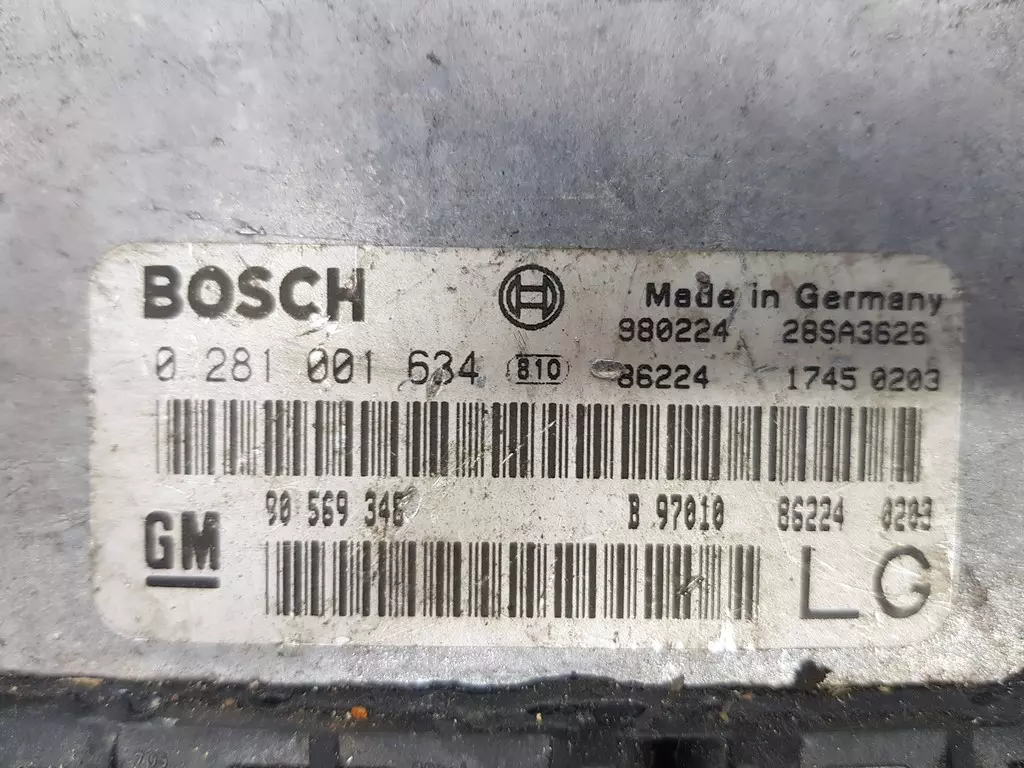 BOSCH
Made in Germany
980224 28SA3626
0 281 001 634 810 86224 1745 0203
90 569 346 B 97010 86224 0203
GM
LG